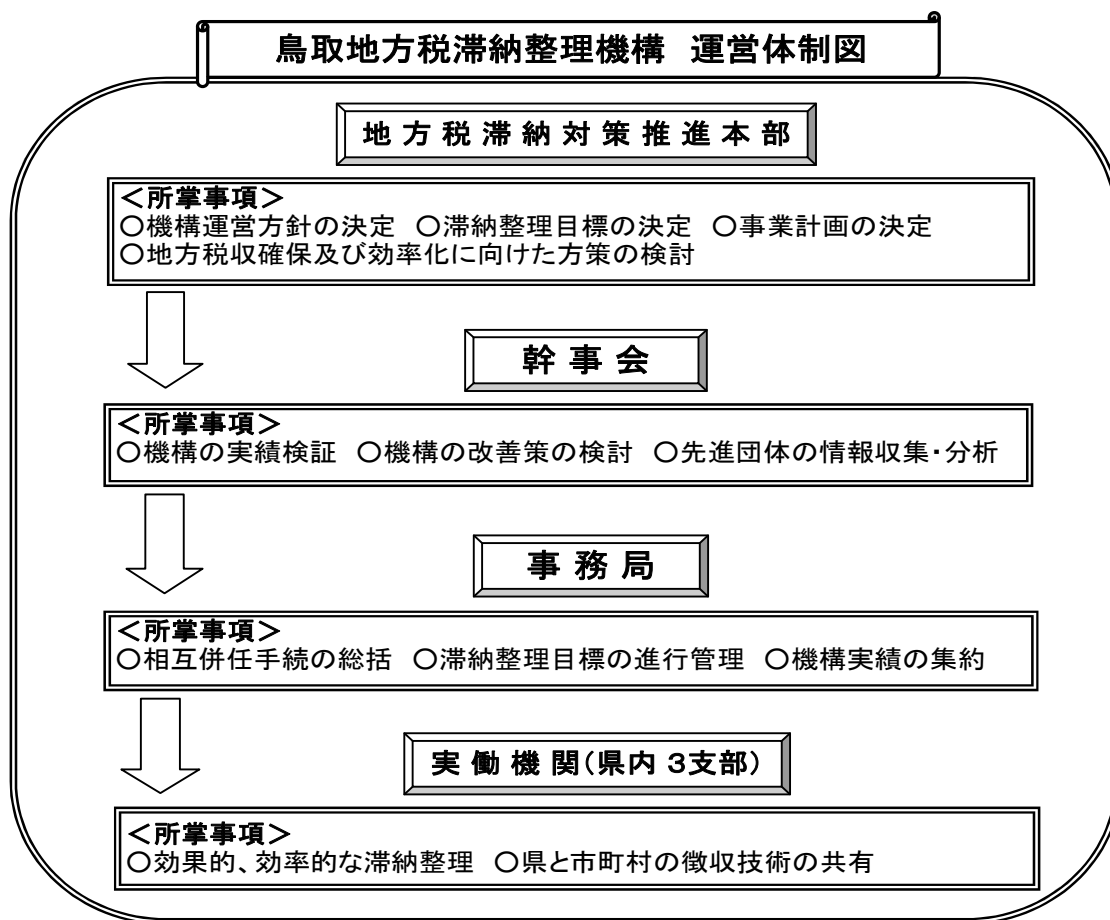 鳥取地方税滞納整理機構 運営体制図
地方税滞納対策推進本部
＜所掌事項＞
○機構運営方針の決定 ○滞納整理目標の決定 ○事業計画の決定
○地方税収確保及び効率化に向けた方策の検討
幹事会
＜所掌事項＞
○機構の実績検証 ○機構の改善策の検討 ○先進団体の情報収集・分析
事務局
＜所掌事項＞
○相互併任手続の総括 ○滞納整理目標の進行管理 ○機構実績の集約
実働機関(県内 3支部)
＜所掌事項＞
○効果的、効率的な滞納整理 ○県と市町村の徴収技術の共有